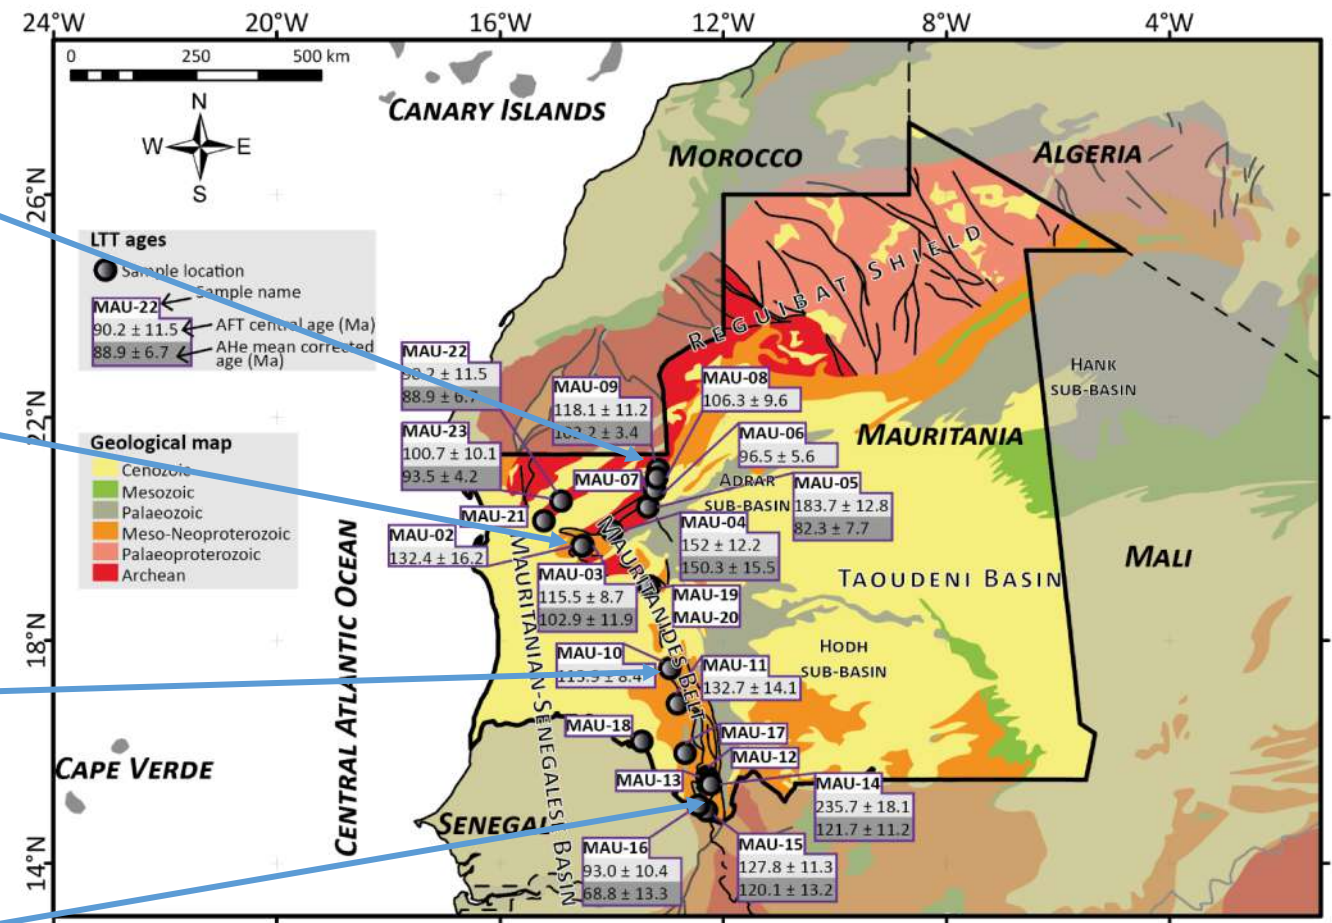 24°W 20°W 16°W 12°W 8°W 4°W
0 250 500 km
N
W E
S
CANARY ISLANDS
MOROCCO
ALGERIA
26°N
22°N
18°N
14°N
LTT ages
Sample location
Sample name
MAU-22
90.2 ± 11.5
AFT central age (Ma)
88.9 ± 6.7
AHe mean corrected
age (Ma)
Geological map
Cenozoic
Mesozoic
Palaeozoic
Meso-Neoproterozoic
Palaeoproterozoic
Archean
REGUIBAT SHIELD
HANK
SUB-BASIN
MAU-22
± 11.5
88.9 ± 6.7
MAU-09
118.1 ± 11.2
± 3.4
MAU-08
106.3 ± 9.6
MAU-23
100.7 ± 10.1
93.5 ± 4.2
MAU-06
96.5 ± 5.6
MAURITANIA
MAU-07
ADRAR
SUB-BASIN
MAU-05
183.7 ± 12.8
82.3 ± 7.7
MAU-21
MAU-02
132.4 ± 16.2
MAU-04
152 ± 12.2
150.3 ± 15.5
MAU-03
115.5 ± 8.7
102.9 ± 11.9
MAURITANIDES BELT
MAURITANIAN-SENEGALESE BASIN
CENTRAL ATLANTIC OCEAN
MALI
TAOUDENI BASIN
MAU-19
MAU-20
HODH
SUB-BASIN
MAU-10
± 8.4
MAU-11
132.7 ± 14.1
MAU-18
MAU-17
MAU-12
MAU-13
MAU-14
235.7 ± 18.1
121.7 ± 11.2
CAPE VERDE
SENEGAL
MAU-16
93.0 ± 10.4
68.8 ± 13.3
MAU-15
127.8 ± 11.3
120.1 ± 13.2